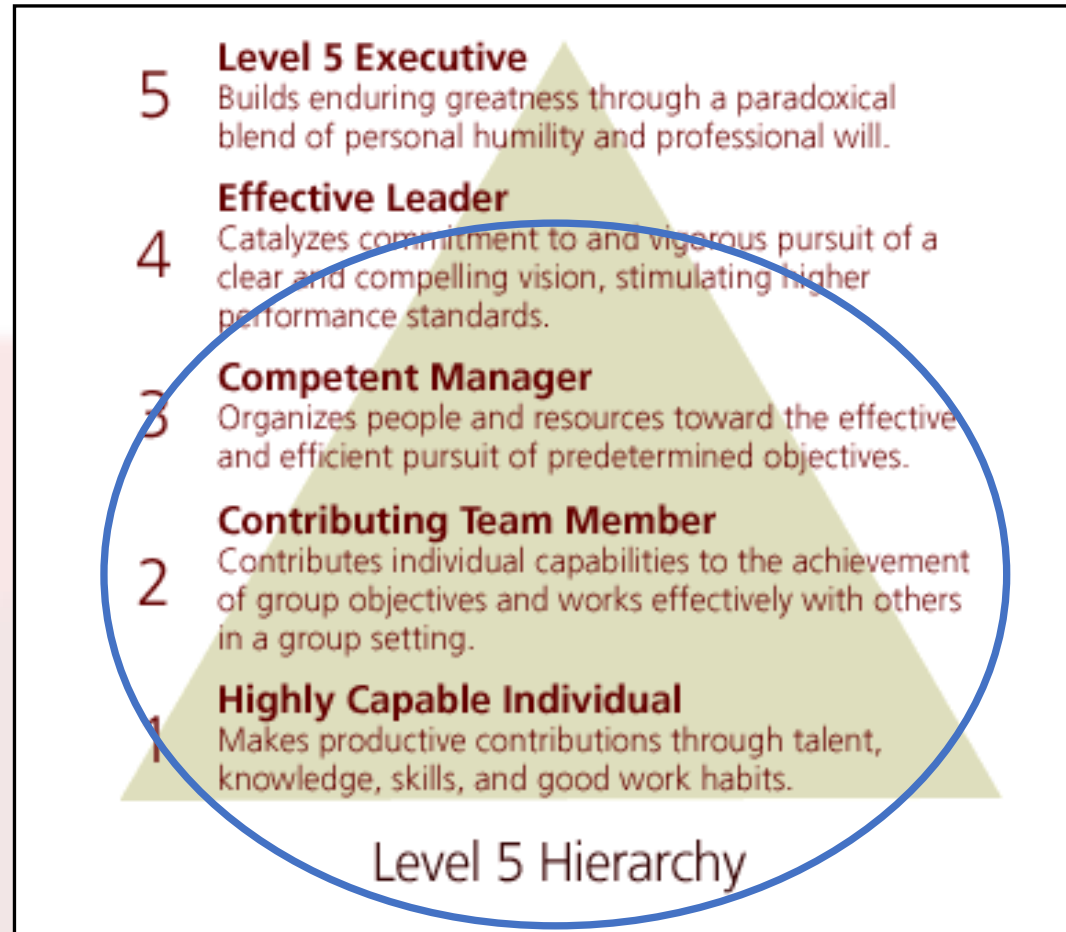 5
Level 5 Executive
Builds enduring greatness through a paradoxical
blend of personal humility and professional will.
4
Effective Leader
Catalyzes commitment to and vigorous pursuit of a
clear and compelling vision, stimulating higher
performance standards.
3
Competent Manager
Organizes people and resources toward the effective
and efficient pursuit of predetermined objectives.
2
Contributing Team Member
Contributes individual capabilities to the achievement
of group objectives and works effectively with others
in a group setting.
1
Highly Capable Individual
Makes productive contributions through talent,
knowledge, skills, and good work habits.
Level 5 Hierarchy